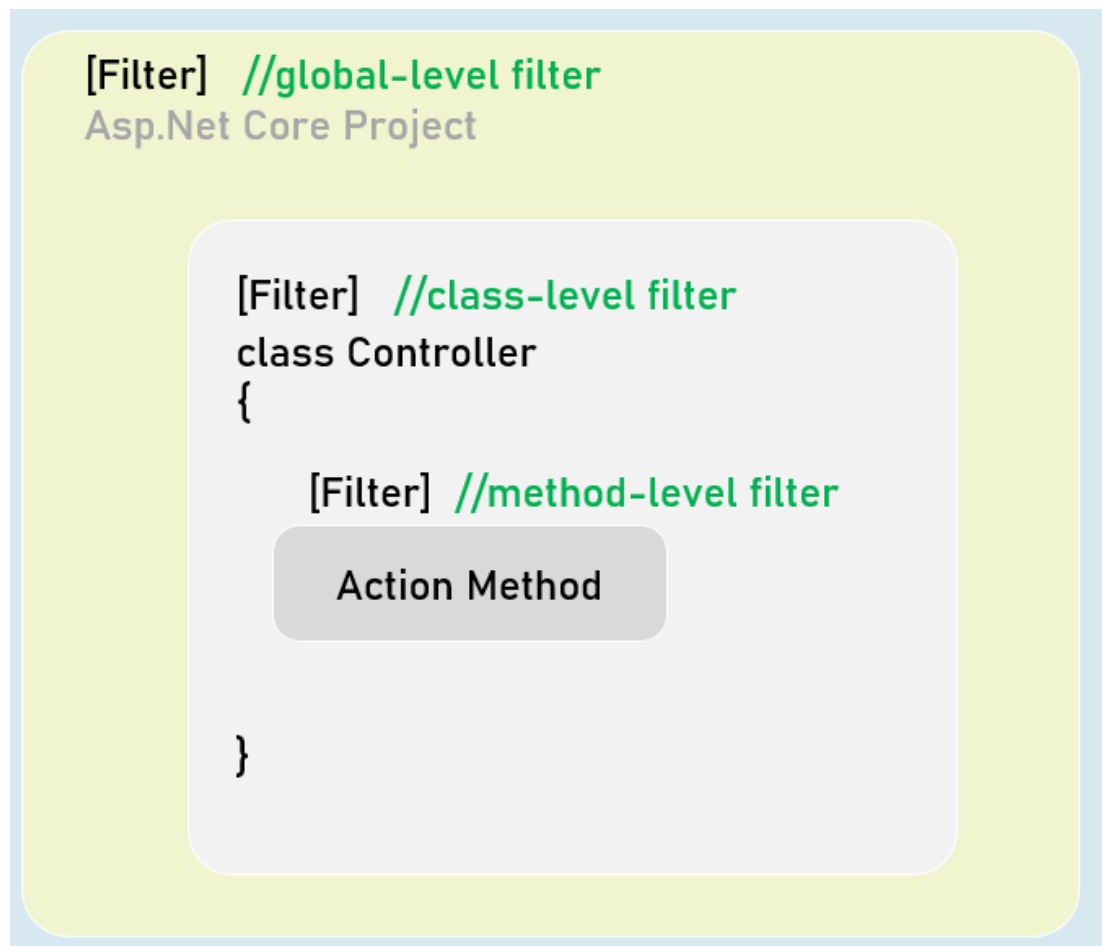 [Filter] //global-level filter
Asp.Net Core Project
[Filter] //class-level filter
class Controller
{
[Filter] //method-level filter
Action Method
}